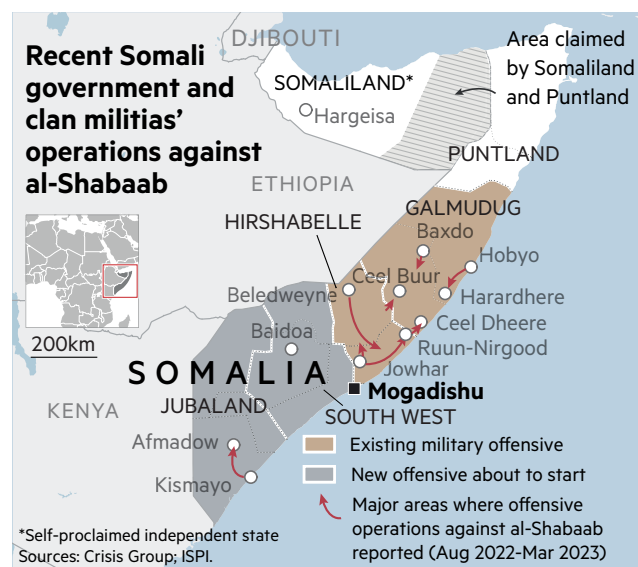 Recent Somali
government and
clan militias'
operations against
al-Shabaab
DJIBOUTI
SOMALILAND*
Hargeisa
Area claimed
by Somaliland
and Puntland
PUNTLAND
ETHIOPIA
HIRSHABELLE
GALMUDUG
Baxdo
Hobyo
Ceel Buur
Beledweyne
Harardhere
Ceel Dheere
Ruun-Nirgood
Baidoa
Jowhar
200km
SOMALIA
Mogadishu
KENYA
JUBALAND
SOUTH WEST
Afmadow
Kismayo
Existing military offensive
New offensive about to start
Major areas where offensive
operations against al-Shabaab
reported (Aug 2022-Mar 2023)
*Self-proclaimed independent state
Sources: Crisis Group; ISPI.